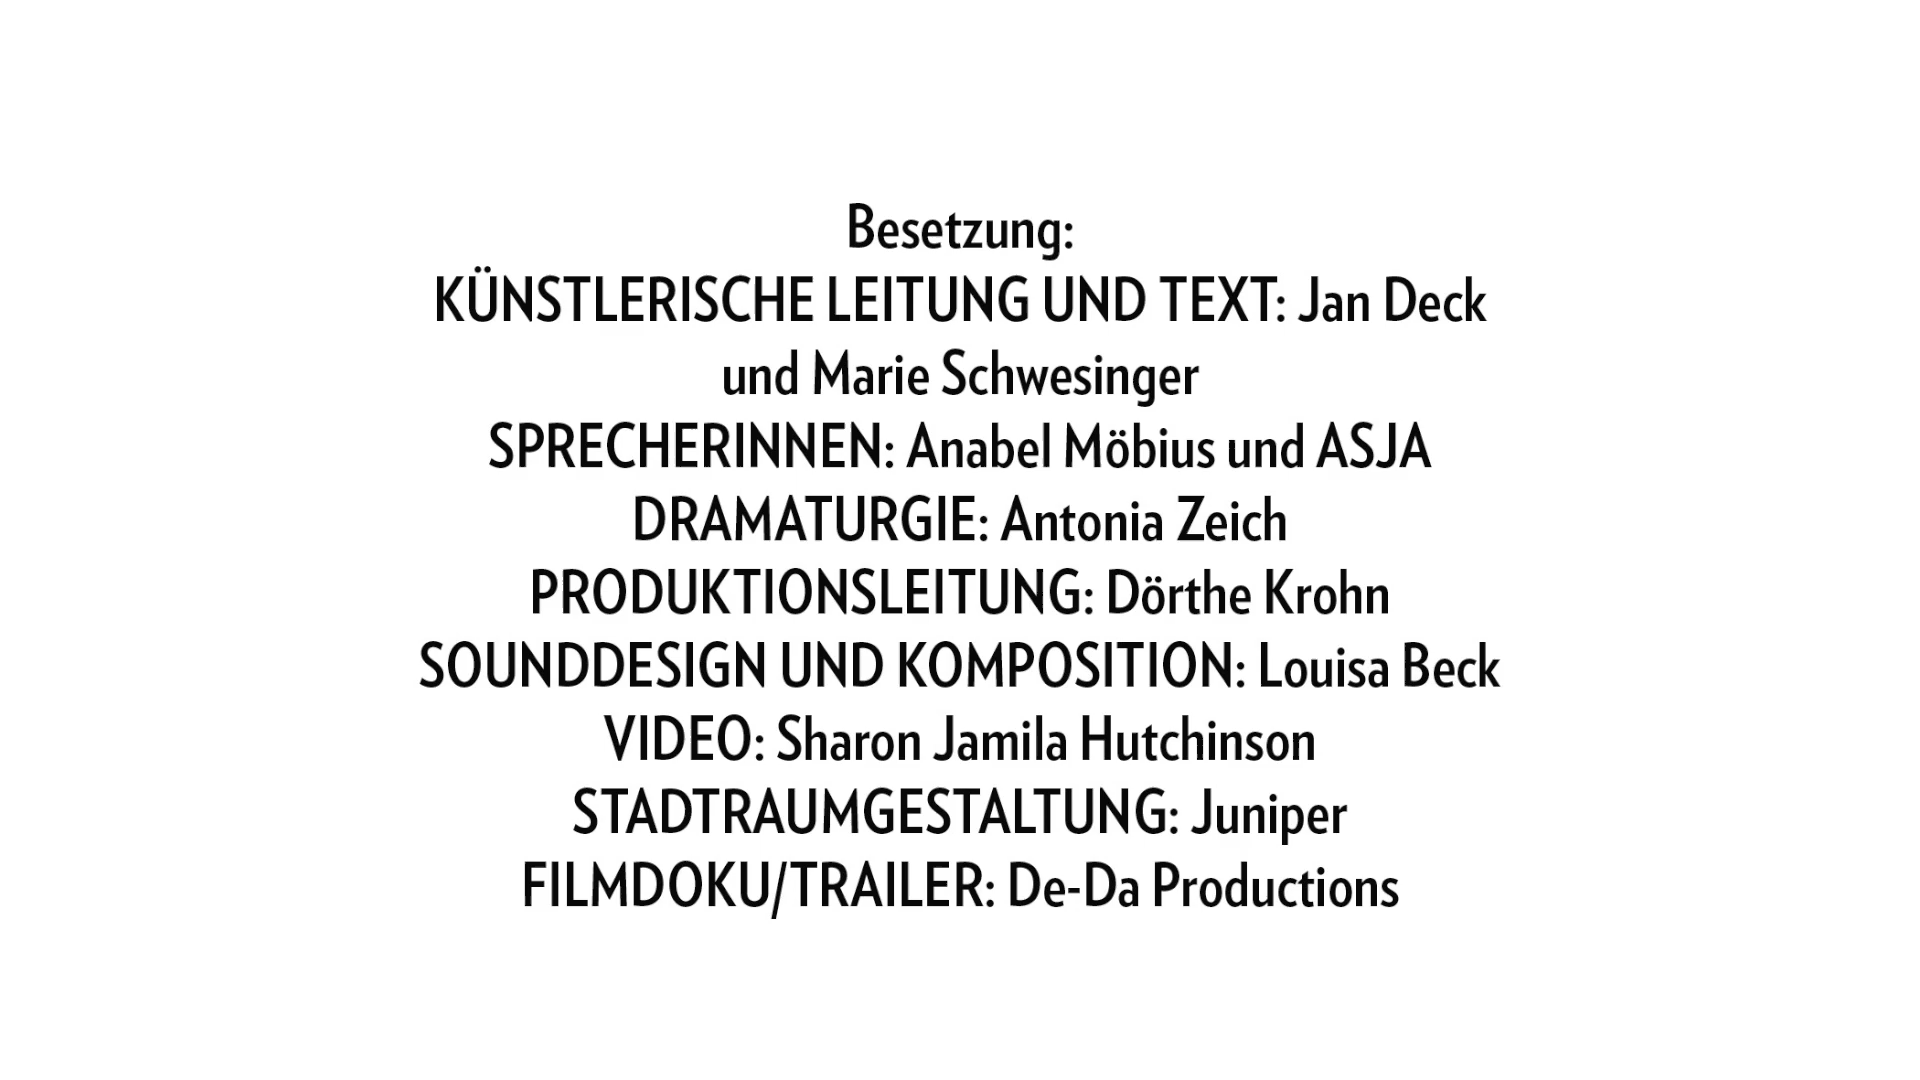 Besetzung:
KÜNSTLERISCHE LEITUNG UND TEXT: Jan Deck
und Marie Schwesinger
SPRECHERINNEN: Anabel Möbius und ASJA
DRAMATURGIE: Antonia Zeich
PRODUKTIONSLEITUNG: Dörthe Krohn
SOUNDDESIGN UND KOMPOSITION: Louisa Beck
VIDEO: Sharon Jamila Hutchinson
STADTRAUMGESTALTUNG: Juniper
FILMDOKU/TRAILER: De-Da Productions